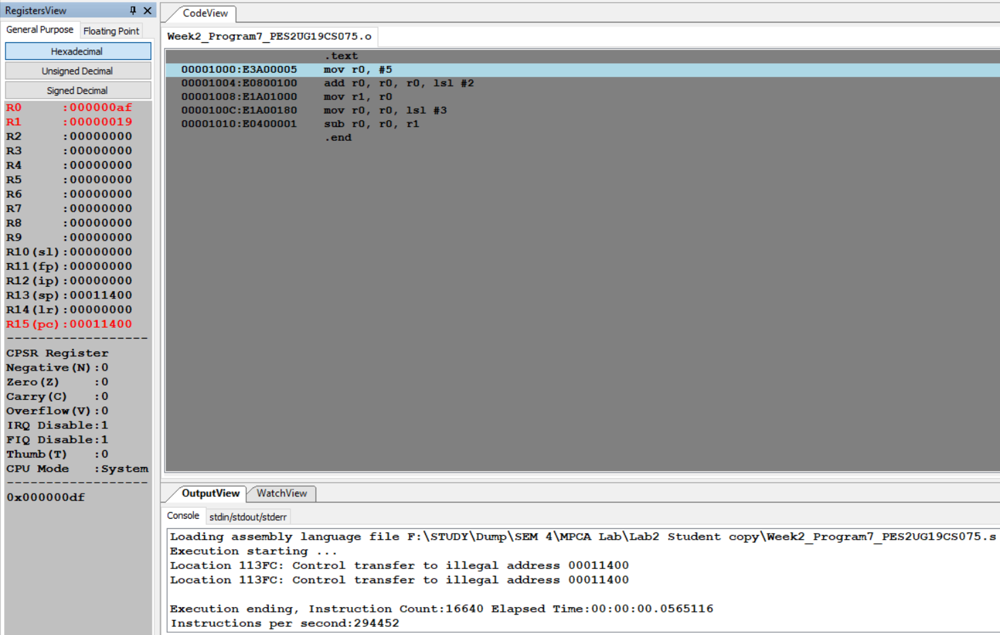 RegistersView
General Purpose Floating Point
Hexadecimal
Unsigned Decimal
Signed Decimal
R0 :000000af
R1 :00000019
R2 :00000000
R3 :00000000
R4 :00000000
R5 :00000000
R6 :00000000
R7 :00000000
R8 :00000000
R9 :00000000
R10(sl):00000000
R11(fp):00000000
R12(ip):00000000
R13(sp):00011400
R14(lr):00000000
R15(pc):00011400
------------------
CPSR Register
Negative(N):0
Zero(Z) :0
Carry(C) :0
Overflow(V):0
IRQ Disable:1
FIQ Disable:1
Thumb(T) :0
CPU Mode :System
------------------
0x000000df
CodeView
Week2_Program7_PES2UG19CS075.o
.text
00001000:E3A00005 mov r0, #5
00001004:E0800100 add r0, r0, r0, lsl #2
00001008:E1A01000 mov r1, r0
0000100C:E1A00180 mov r0, r0, lsl #3
00001010:E0400001 sub r0, r0, r1
.end
OutputView WatchView
Console stdin/stdout/stderr
Loading assembly language file F:\STUDY\Dump\SEM 4\MPCA Lab\Lab2 Student copy\Week2_Program7_PES2UG19CS075.s
Execution starting ...
Location 113FC: Control transfer to illegal address 00011400
Location 113FC: Control transfer to illegal address 00011400
Execution ending, Instruction Count:16640 Elapsed Time:00:00:00.0565116
Instructions per second:294452